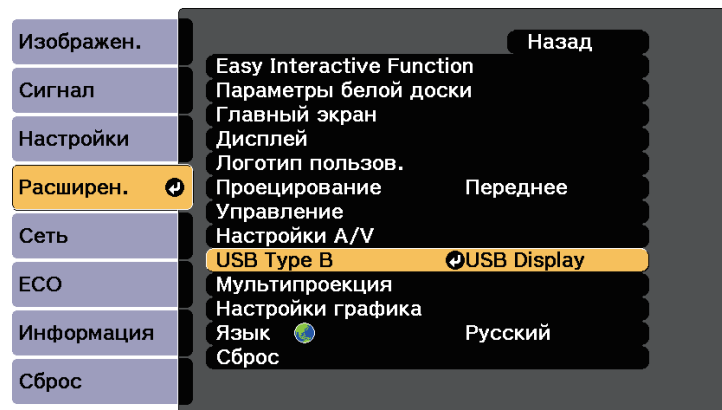 Изображен.
Сигнал
Настройки
Расширен.
Сеть
ECO
Информация
Сброс
Назад
Easy Interactive Function
Параметры белой доски
Главный экран
Дисплей
Логотип пользов.
Проецирование Переднее
Управление
Настройки A/V
USB Type B USB Display
Мультипроекция
Настройки графика
Язык Русский
Сброс